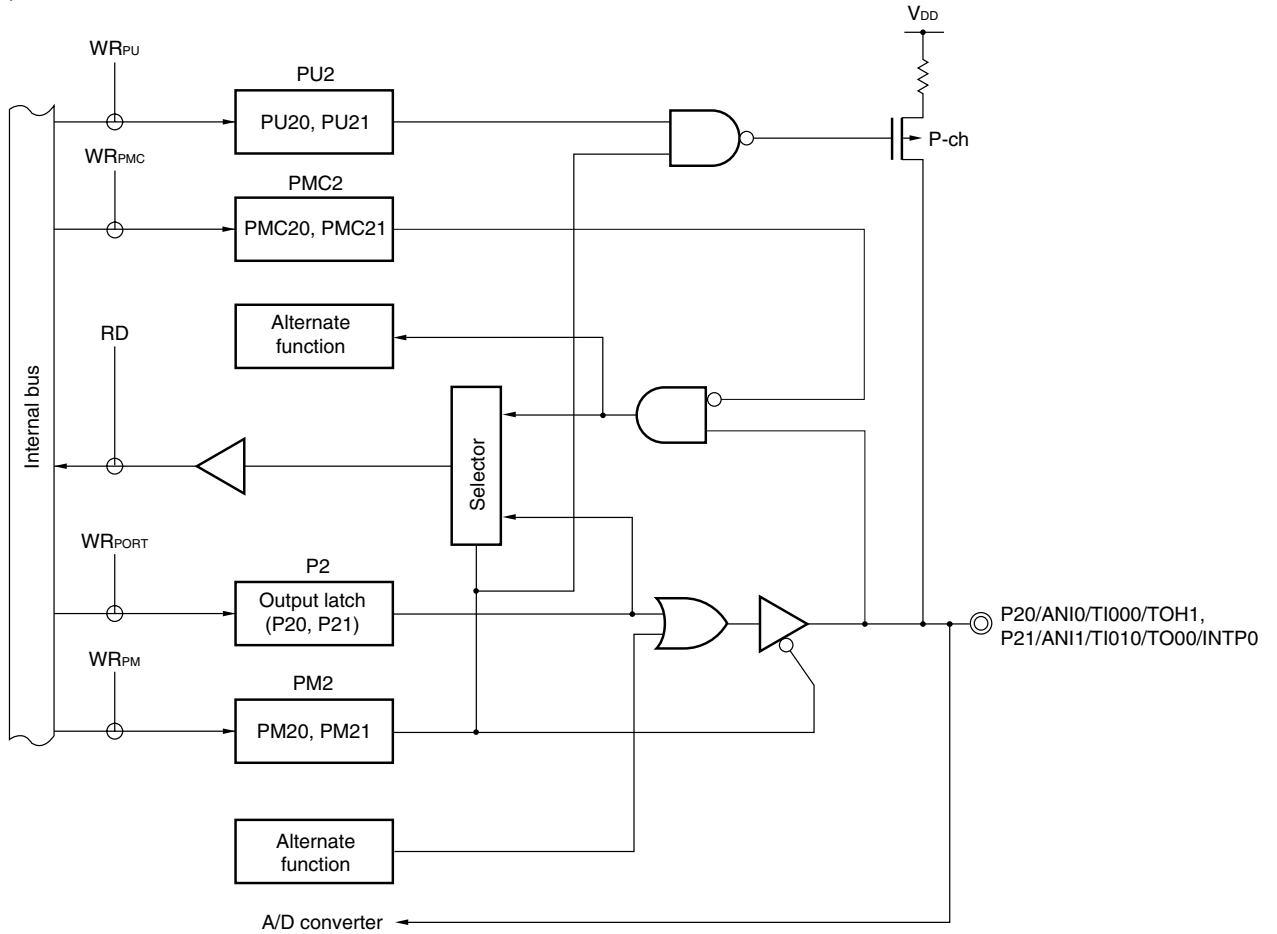 VDD
WRPU
PU2
PU20, PU21
P-ch
WRPMC
PMC2
PMC20, PMC21
Alternate
function
RD
Internal bus
Selector
WRPORT
P2
Output latch
(P20, P21)
P20/ANI0/TI000/TOH1,
P21/ANI1/TI010/TO00/INTP0
WRPM
PM2
PM20, PM21
Alternate
function
A/D converter